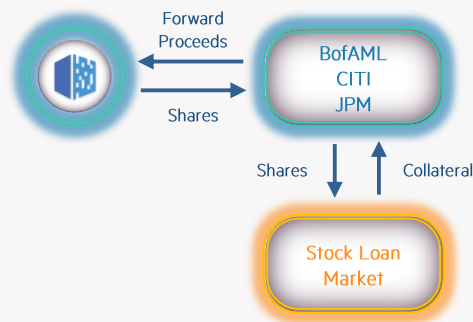 Forward
Proceeds
BofAML
CITI
JPM
Shares
Shares
Collateral
Stock Loan
Market